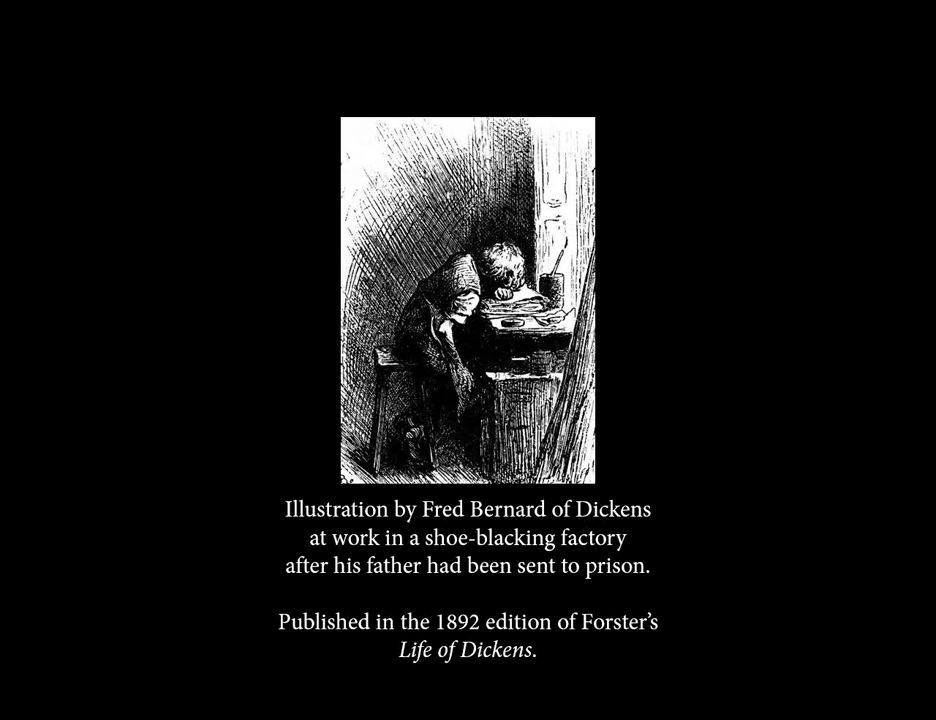 Illustration by Fred Bernard of Dickens
at work in a shoe-blacking factory
after his father had been sent to prison.
Published in the 1892 edition of Forster’s
Life of Dickens.